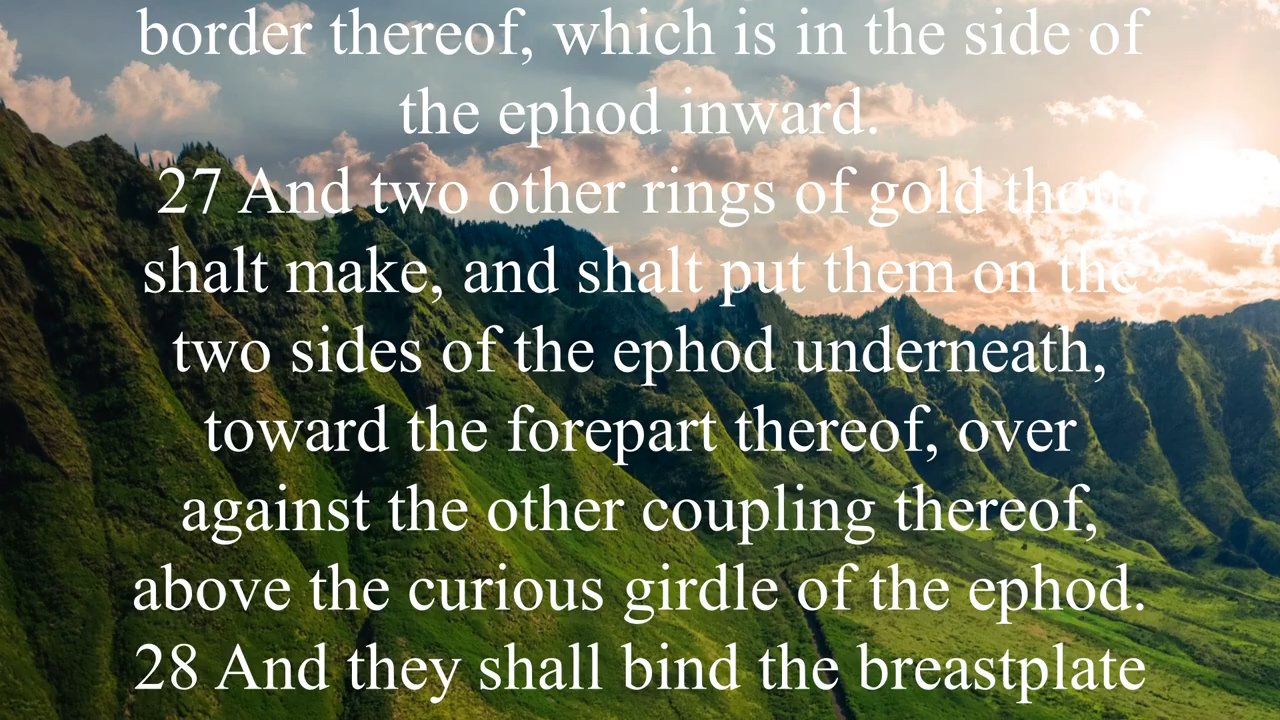 border thereof, which is in the side of
the ephod inward.
27 And two other rings of gold thou
shalt make, and shalt put them on the
two sides of the ephod underneath,
toward the forepart thereof, over
against the other coupling thereof,
above the curious girdle of the ephod.
28 And they shall bind the breastplate